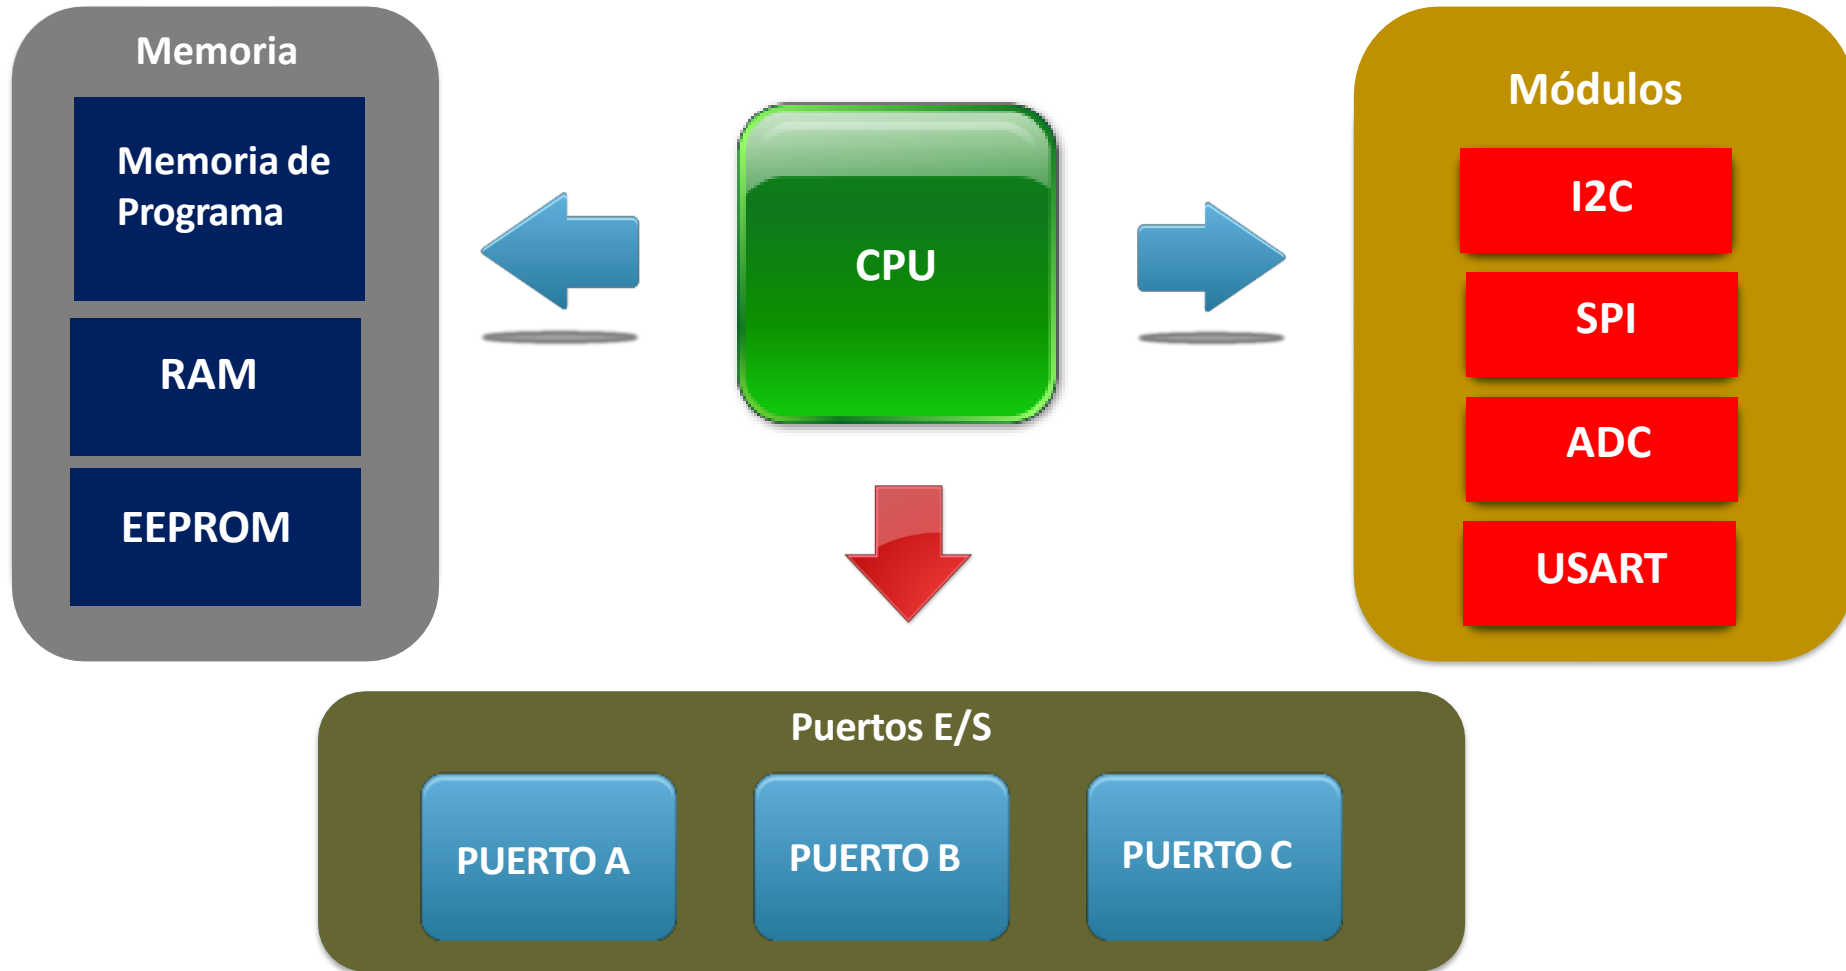 Memoria
Memoria de
Programa
RAM
EEPROM
CPU
Módulos
I2C
SPI
ADC
USART
Puertos E/S
PUERTO A
PUERTO B
PUERTO C